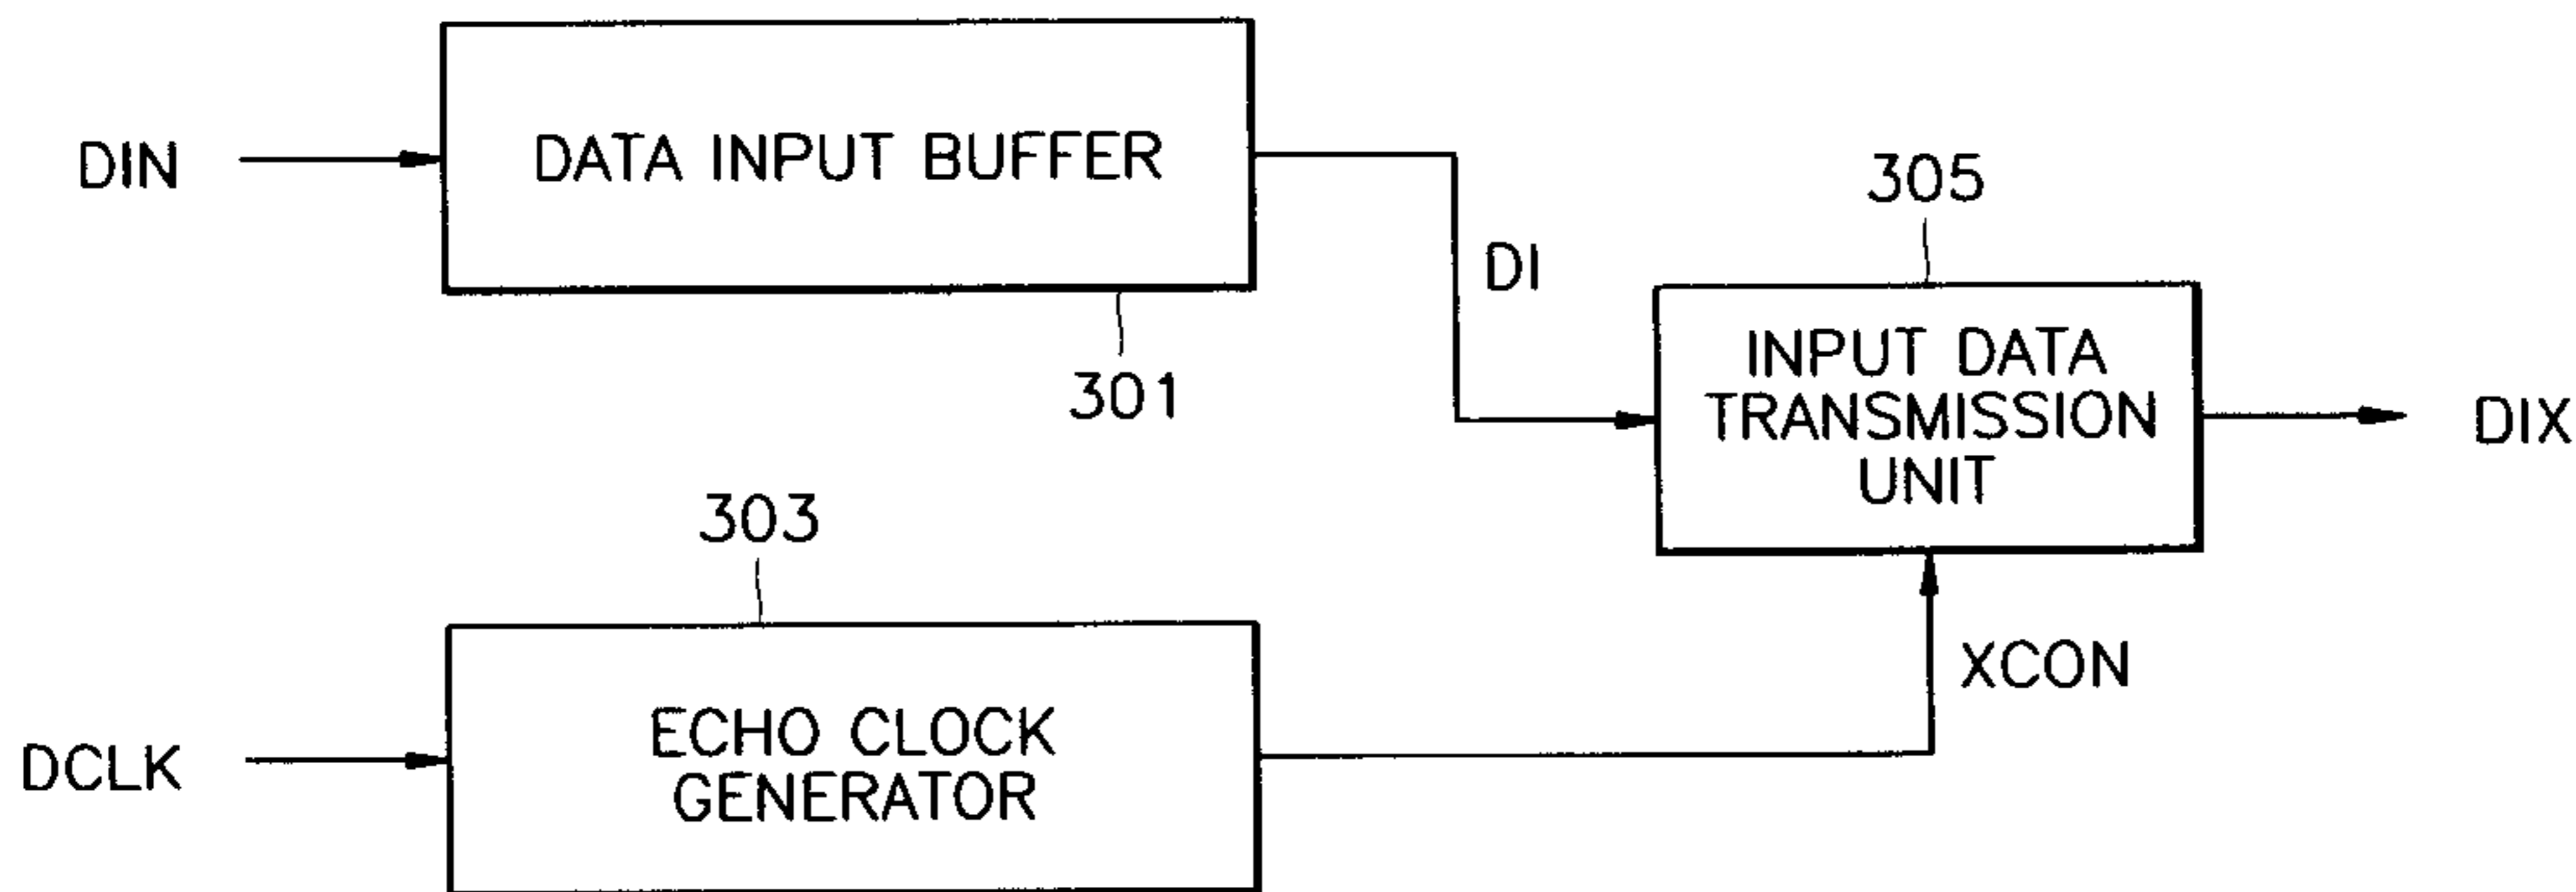 DIN
DATA INPUT BUFFER
301
DI
305
INPUT DATA
TRANSMISSION
UNIT
DIX
303
DCLK
ECHO CLOCK
GENERATOR
XCON